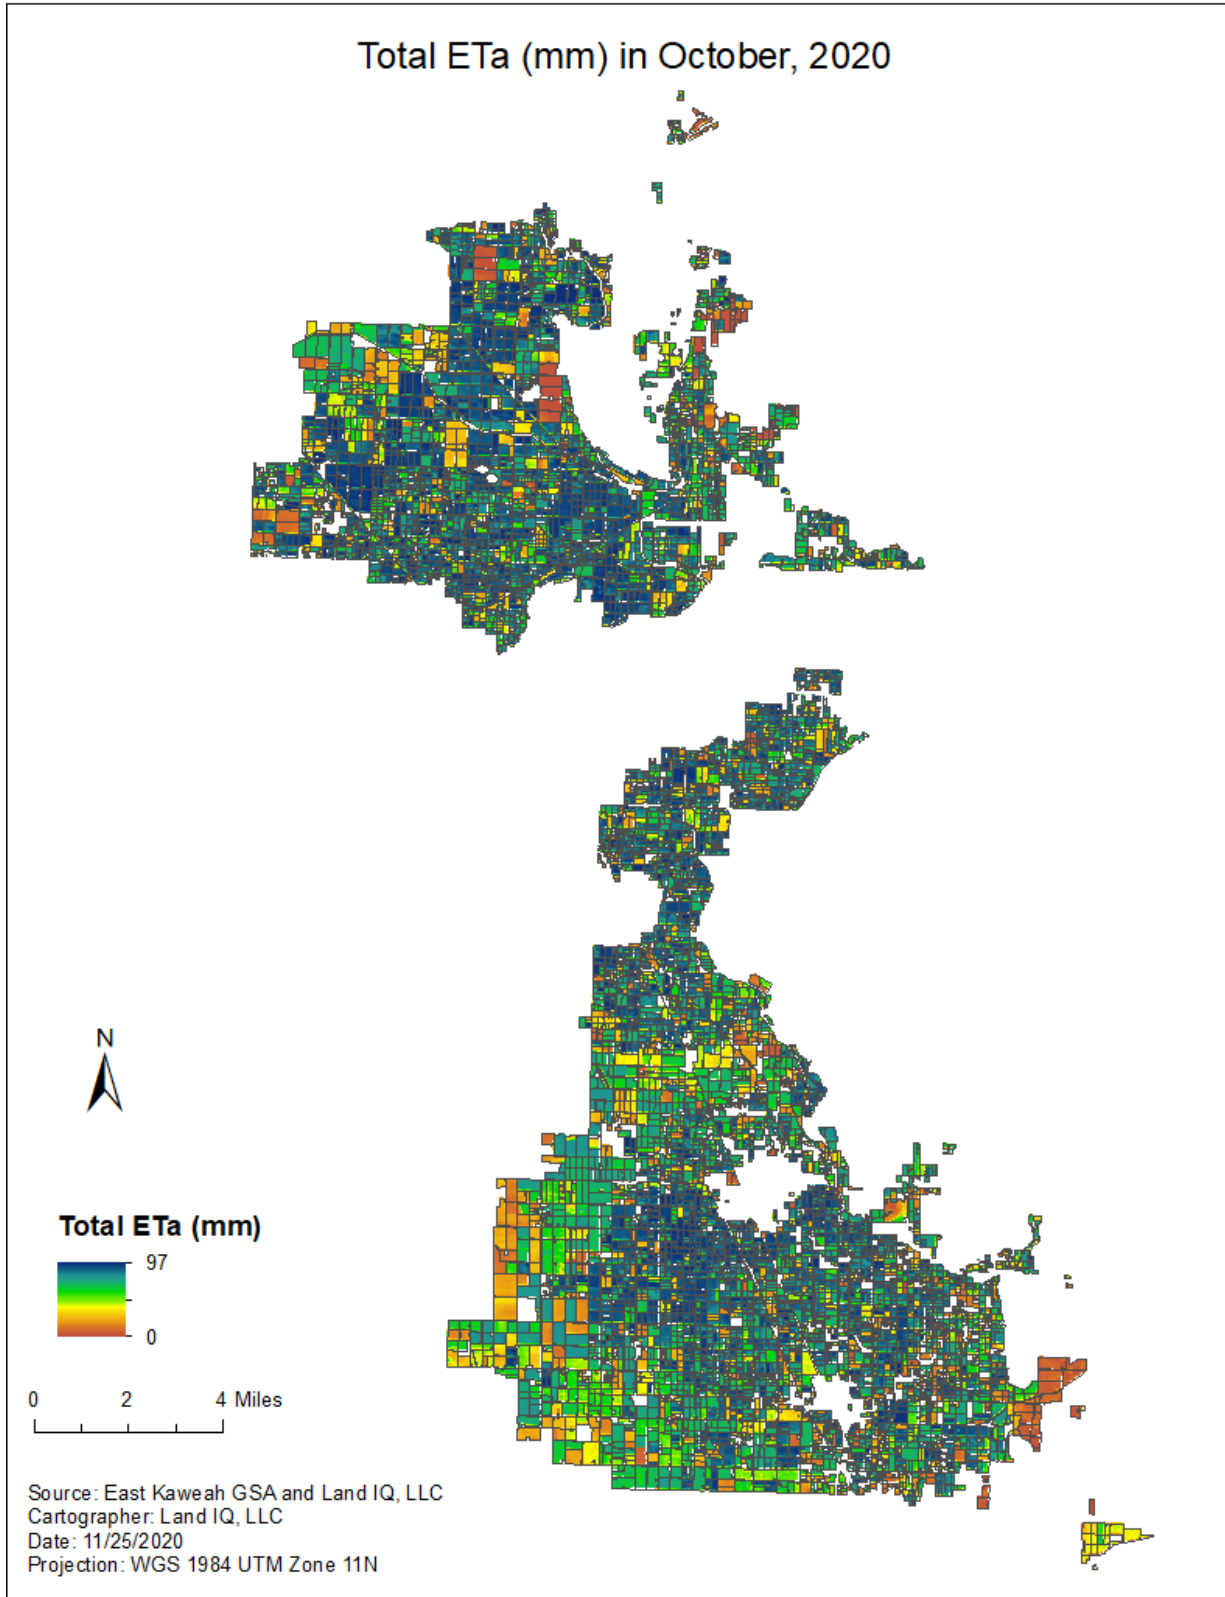 Total ETa (mm) in October, 2020
N
Total ETa (mm)
97
0
0 2 4 Miles
Source: East Kaweah GSA and Land IQ, LLC
Cartographer: Land IQ, LLC
Date: 11/25/2020
Projection: WGS 1984 UTM Zone 11N